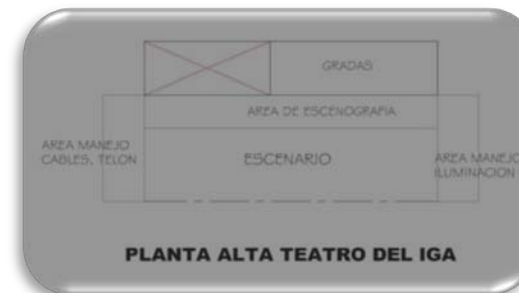 GRADAS
AREA DE ESCENOGRAFIA
AREA MANEJO
CABLES, TELON
ESCENARIO
AREA MANEJO
ILUMINACION
PLANTA ALTA TEATRO DEL IGA